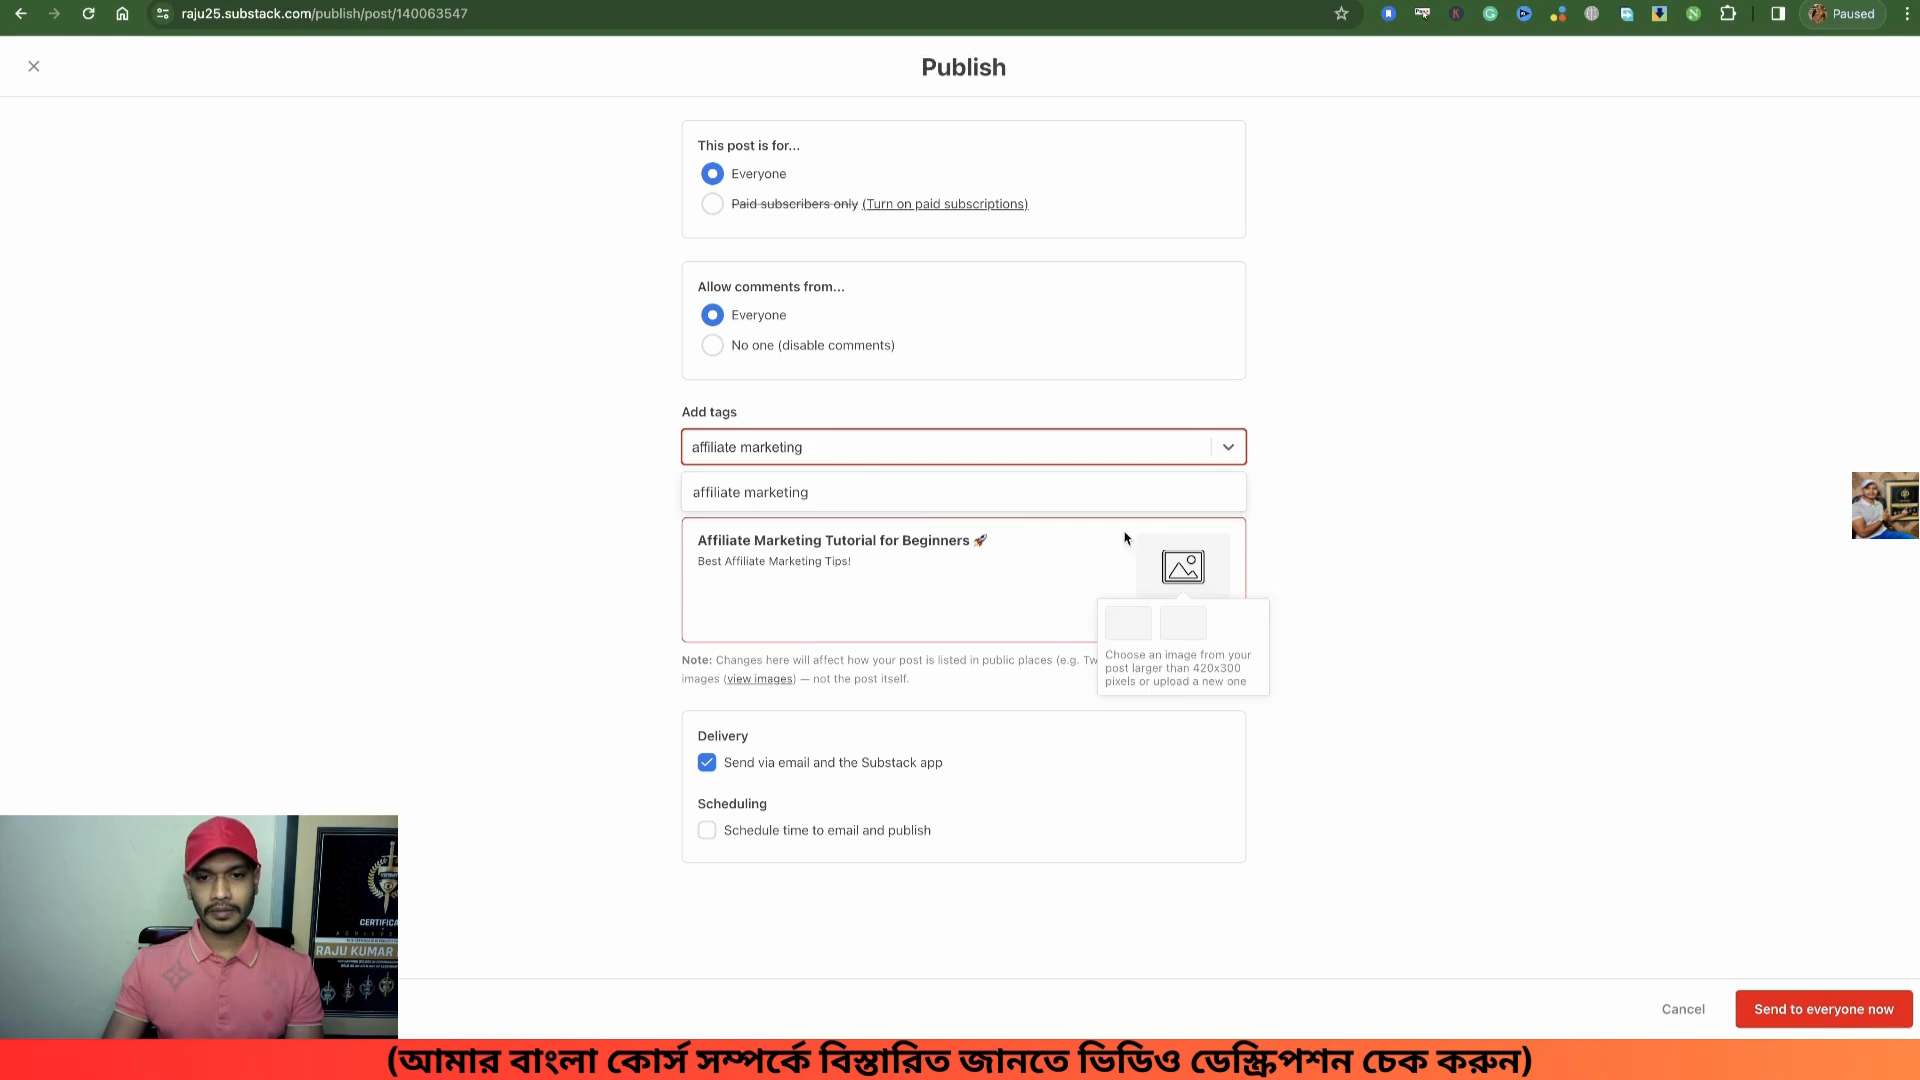 raju25.substack.com/publish/post/140063547
Paused
Publish
This post is for...
Everyone
Paid subscribers only (Turn on paid subscriptions)
Allow comments from...
Everyone
No one (disable comments)
Add tags
affiliate marketing
affiliate marketing
Affiliate Marketing Tutorial for Beginners 🚀
Best Affiliate Marketing Tips!
Choose an image from your
post larger than 420x300
pixels or upload a new one
Note: Changes here will affect how your post is listed in public places (e.g. Tw
images (view images) — not the post itself.
Delivery
Send via email and the Substack app
Scheduling
Schedule time to email and publish
CERTIFICA
RAJU KUMAR
Cancel
Send to everyone now
(আমার বাংলা কোর্স সম্পর্কে বিস্তারিত জানতে ভিডিও ডেস্ক্রিপশন চেক করুন)